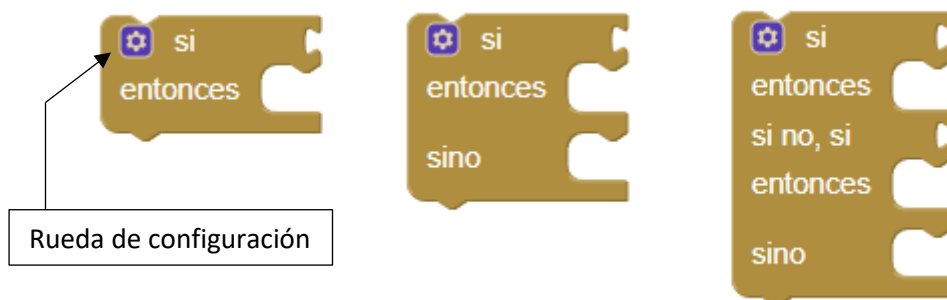 si
entonces
si
entonces
sino
si
entonces
si no, si
entonces
sino
Rueda de configuración